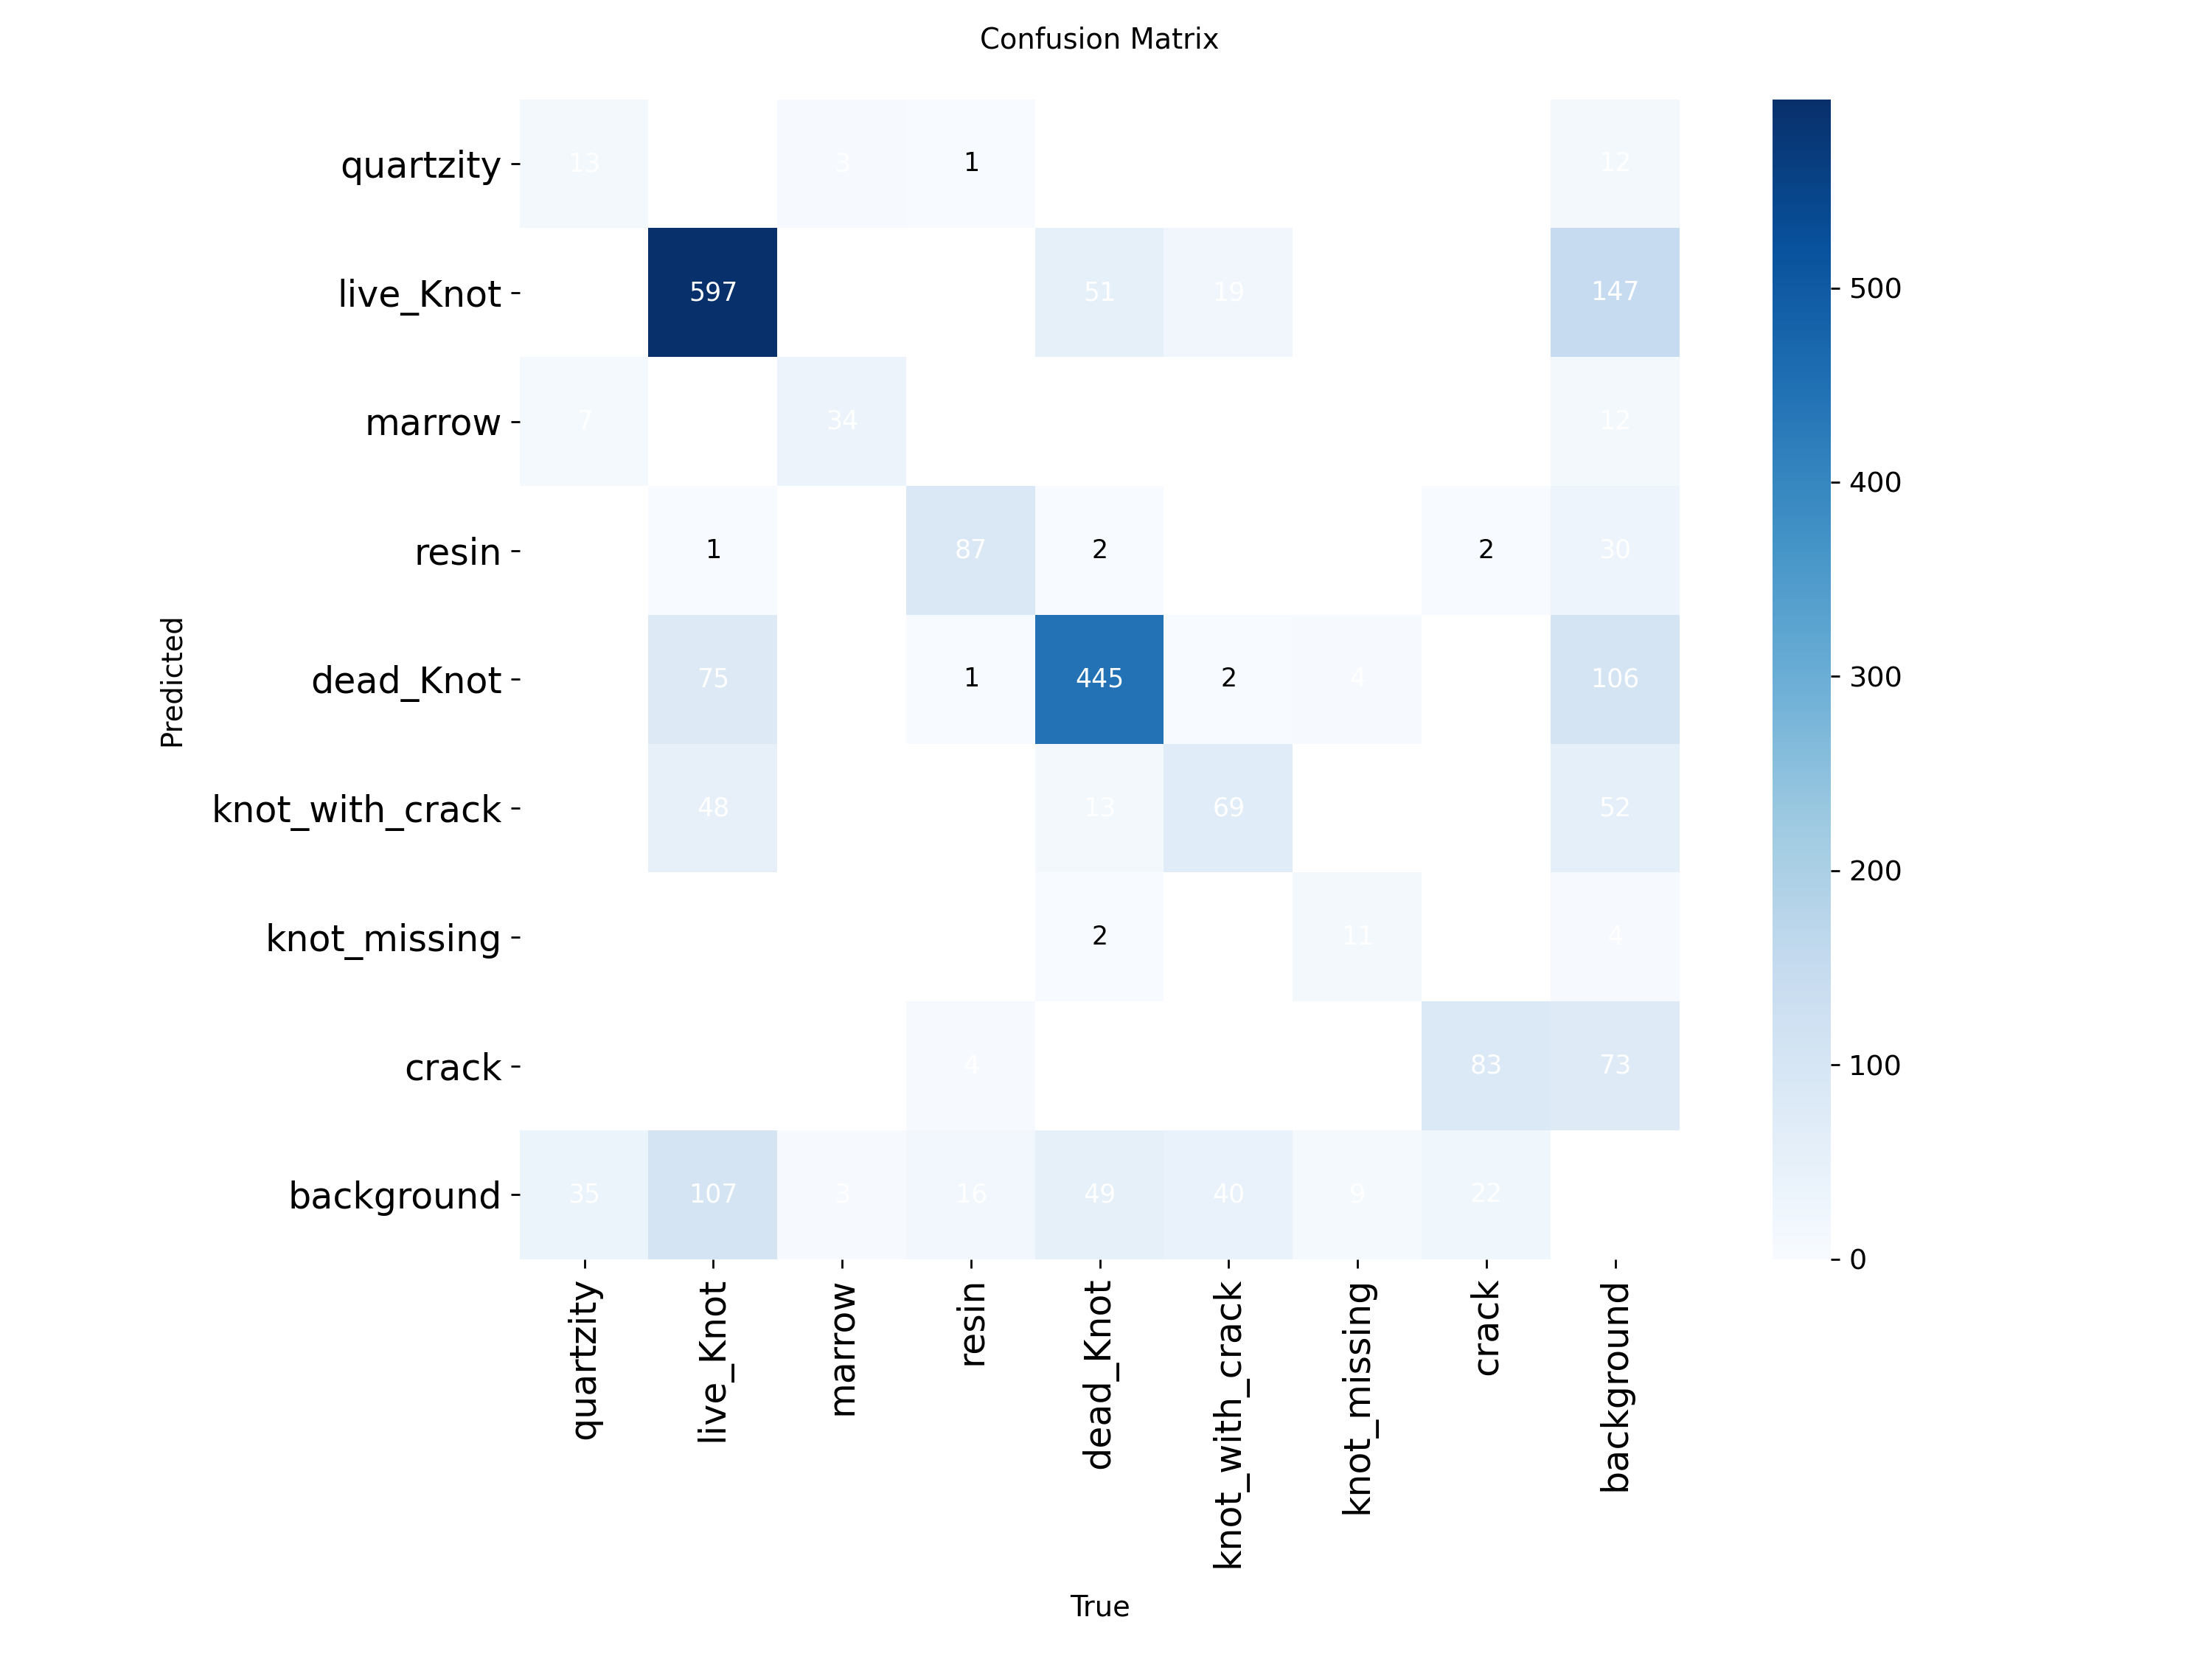 Confusion Matrix
quartzity 13 3 1 12
live_Knot 597 51 19 147 500
marrow 7 34 12 400
resin 1 87 2 2 30
Predicted
dead_Knot 75 1 445 2 4 106 300
knot_with_crack 48 13 69 52 200
knot_missing 2 11 4
crack 4 83 73 100
background 35 107 3 16 49 40 9 22 0
quartzity live_Knot marrow resin dead_Knot knot_with_crack knot_missing crack background
True